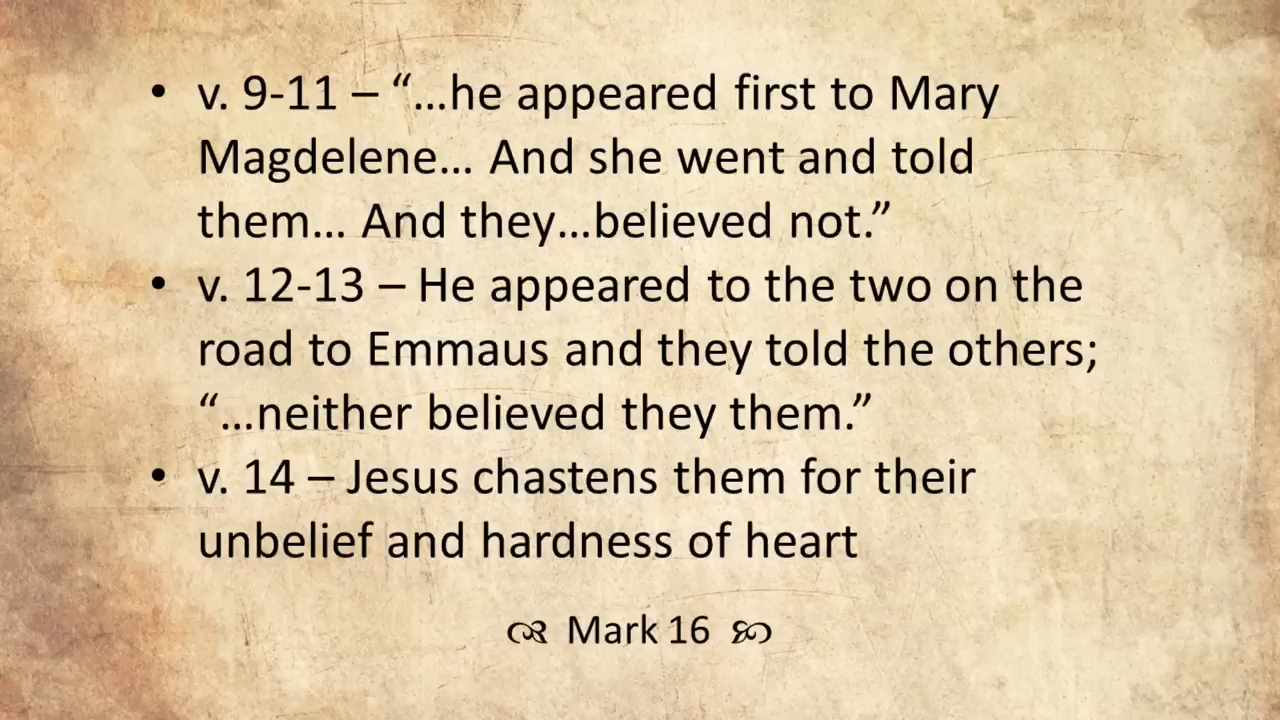 • v. 9-11 – “…he appeared first to Mary
Magdelene… And she went and told
them… And they…believed not.”
• v. 12-13 – He appeared to the two on the
road to Emmaus and they told the others;
“…neither believed they them.”
• v. 14 – Jesus chastens them for their
unbelief and hardness of heart
Mark 16